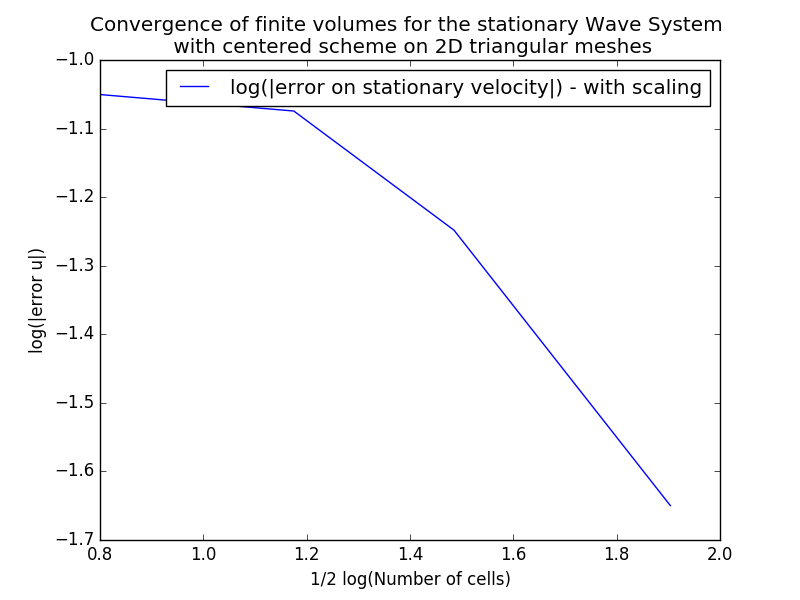 Convergence of finite volumes for the stationary Wave System
with centered scheme on 2D triangular meshes
log(|error on stationary velocity|) - with scaling
−1.0
−1.1
−1.2
−1.3
−1.4
−1.5
−1.6
−1.7
log(|error u|)
0.8 1.0 1.2 1.4 1.6 1.8 2.0
1/2 log(Number of cells)